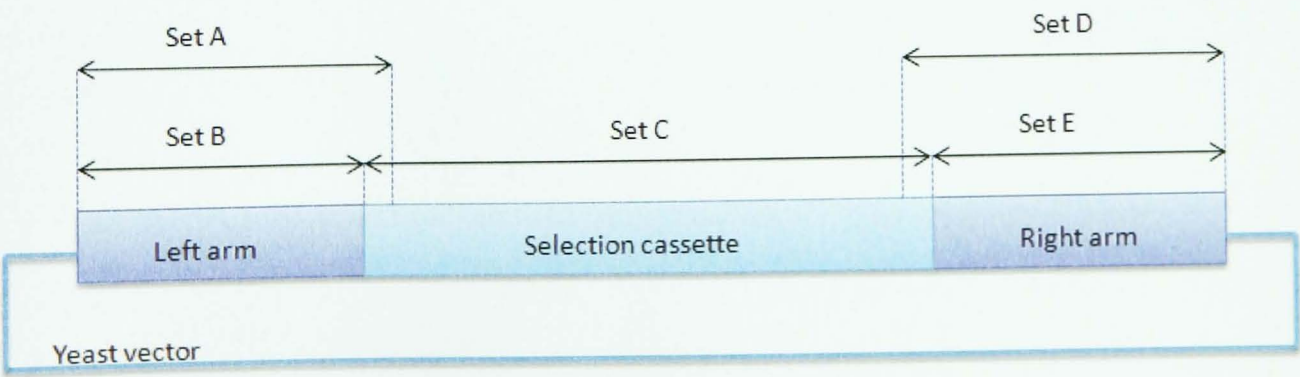 Set A
Set D
Set B
Set C
Set E
Left arm
Selection cassette
Right arm
Yeast vector